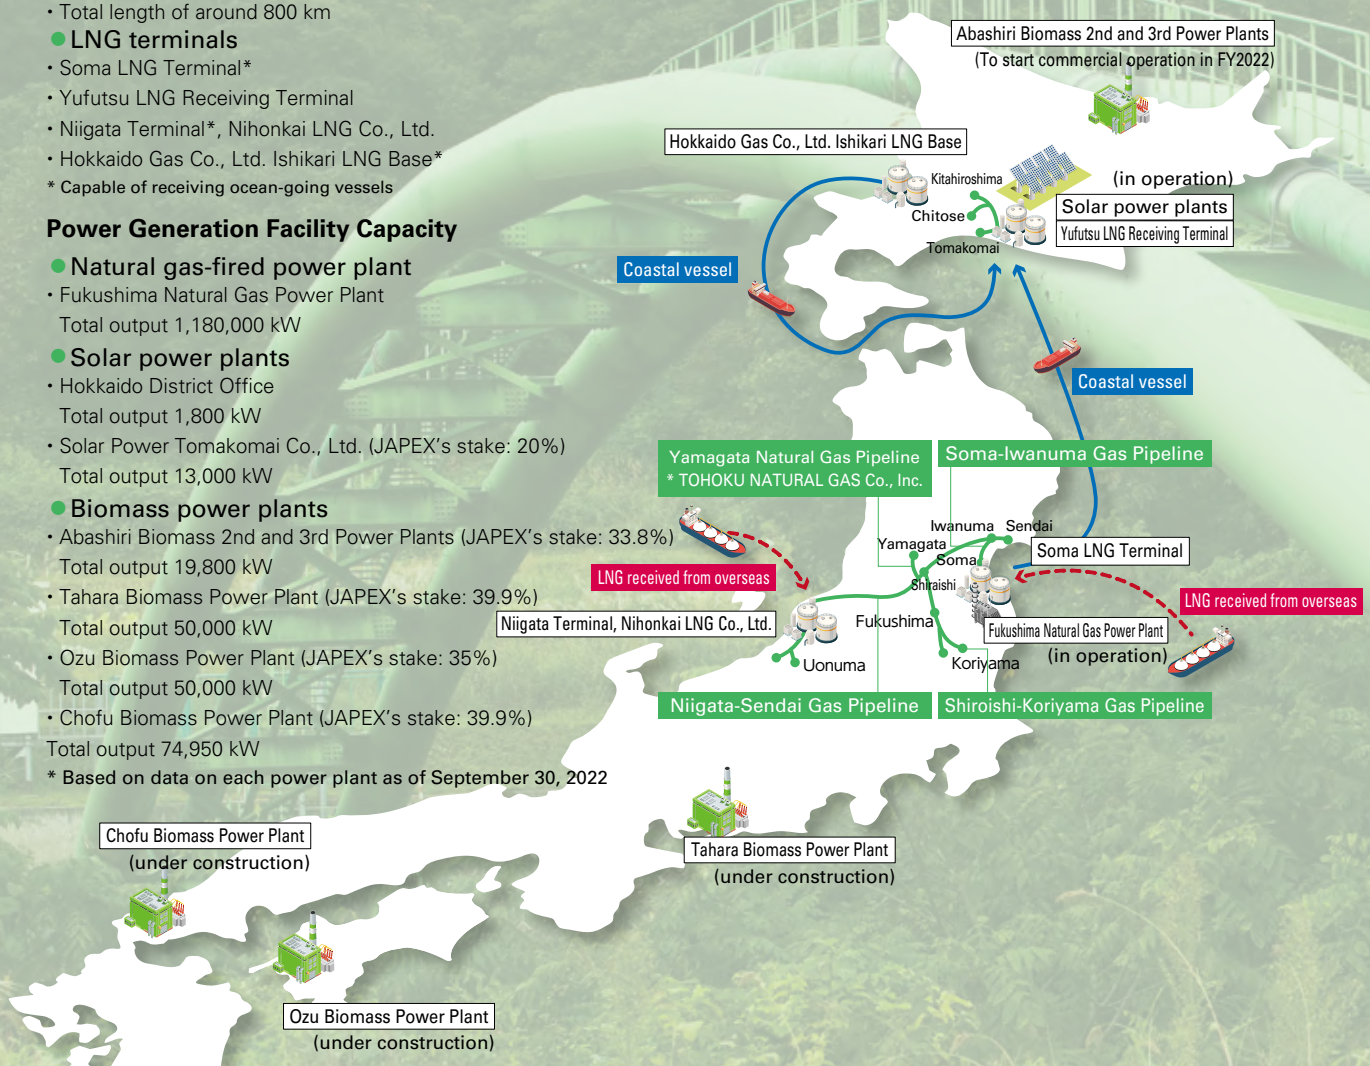 • Total length of around 800 km
● LNG terminals
• Soma LNG Terminal*
• Yufutsu LNG Receiving Terminal
• Niigata Terminal*, Nihonkai LNG Co., Ltd.
• Hokkaido Gas Co., Ltd. Ishikari LNG Base*
* Capable of receiving ocean-going vessels
Power Generation Facility Capacity
● Natural gas-fired power plant
• Fukushima Natural Gas Power Plant
Total output 1,180,000 kW
● Solar power plants
• Hokkaido District Office
Total output 1,800 kW
• Solar Power Tomakomai Co., Ltd. (JAPEX's stake: 20%)
Total output 13,000 kW
● Biomass power plants
• Abashiri Biomass 2nd and 3rd Power Plants (JAPEX's stake: 33.8%)
Total output 19,800 kW
• Tahara Biomass Power Plant (JAPEX's stake: 39.9%)
Total output 50,000 kW
• Ozu Biomass Power Plant (JAPEX's stake: 35%)
Total output 50,000 kW
• Chofu Biomass Power Plant (JAPEX's stake: 39.9%)
Total output 74,950 kW
* Based on data on each power plant as of September 30, 2022
Abashiri Biomass 2nd and 3rd Power Plants
(To start commercial operation in FY2022)
Hokkaido Gas Co., Ltd. Ishikari LNG Base
Kitahiroshima
Chitose
Tomakomai
(in operation)
Solar power plants
Yufutsu LNG Receiving Terminal
Coastal vessel
Coastal vessel
Yamagata Natural Gas Pipeline
* TOHOKU NATURAL GAS Co., Inc.
Soma-Iwanuma Gas Pipeline
Iwanuma
Sendai
Yamagata
Soma
Shiraishi
Soma LNG Terminal
LNG received from overseas
LNG received from overseas
Niigata Terminal, Nihonkai LNG Co., Ltd.
Fukushima
Fukushima Natural Gas Power Plant
(in operation)
Uonuma
Koriyama
Niigata-Sendai Gas Pipeline
Shiroishi-Koriyama Gas Pipeline
Chofu Biomass Power Plant
(under construction)
Tahara Biomass Power Plant
(under construction)
Ozu Biomass Power Plant
(under construction)